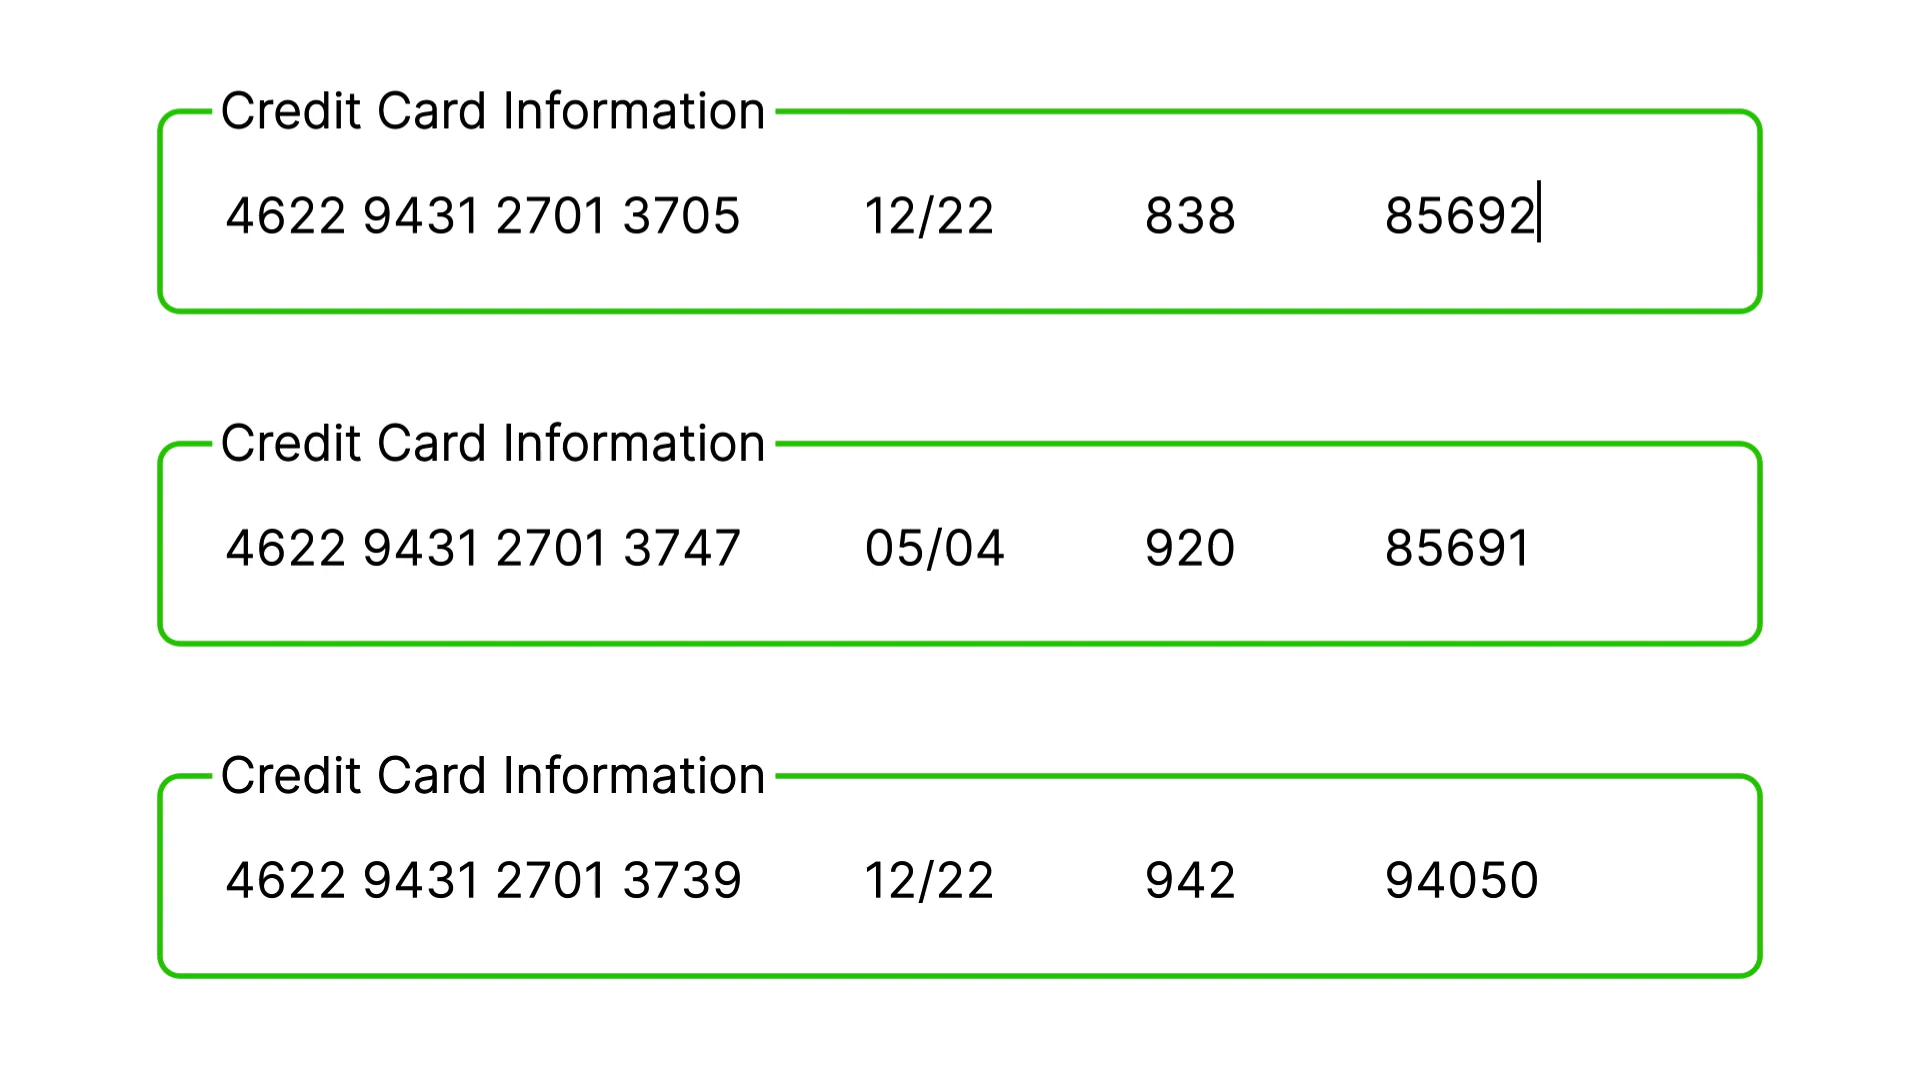 Credit Card Information
4622 9431 2701 3705 12/22 838 85692
Credit Card Information
4622 9431 2701 3747 05/04 920 85691
Credit Card Information
4622 9431 2701 3739 12/22 942 94050